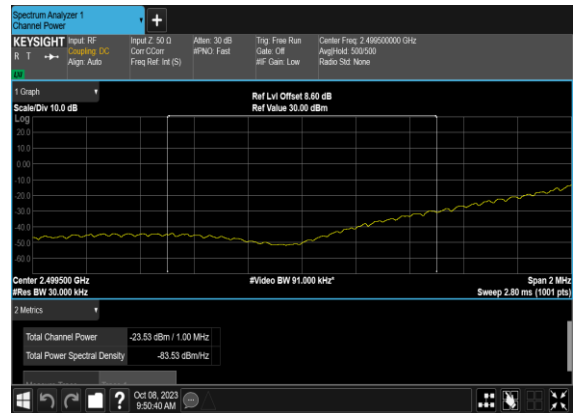 Spectrum Analyzer 1
Channel Power
+
KEYSIGHT Input: RF Input Z: 50 Ω Atten: 30 dB Trig: Free Run Center Freq: 2.499500000 GHz
R T Coupling: DC Corr CCorr #PNO: Fast Gate: Off Avg|Hold: 500/500
Align: Auto Freq Ref: Int (S) #IF Gain: Low Radio Std: None
1 Graph
Ref Lvl Offset 8.60 dB
Scale/Div 10.0 dB Ref Value 30.00 dBm
Log
20.0
10.0
0.00
-10.0
-20.0
-30.0
-40.0
-50.0
-60.0
Center 2.499500 GHz #Video BW 91.000 kHz* Span 2 MHz
#Res BW 30.000 kHz Sweep 2.80 ms (1001 pts)
2 Metrics
Total Channel Power -23.53 dBm / 1.00 MHz
Total Power Spectral Density -83.53 dBm/Hz
?
Oct 08, 2023
9:50:40 AM